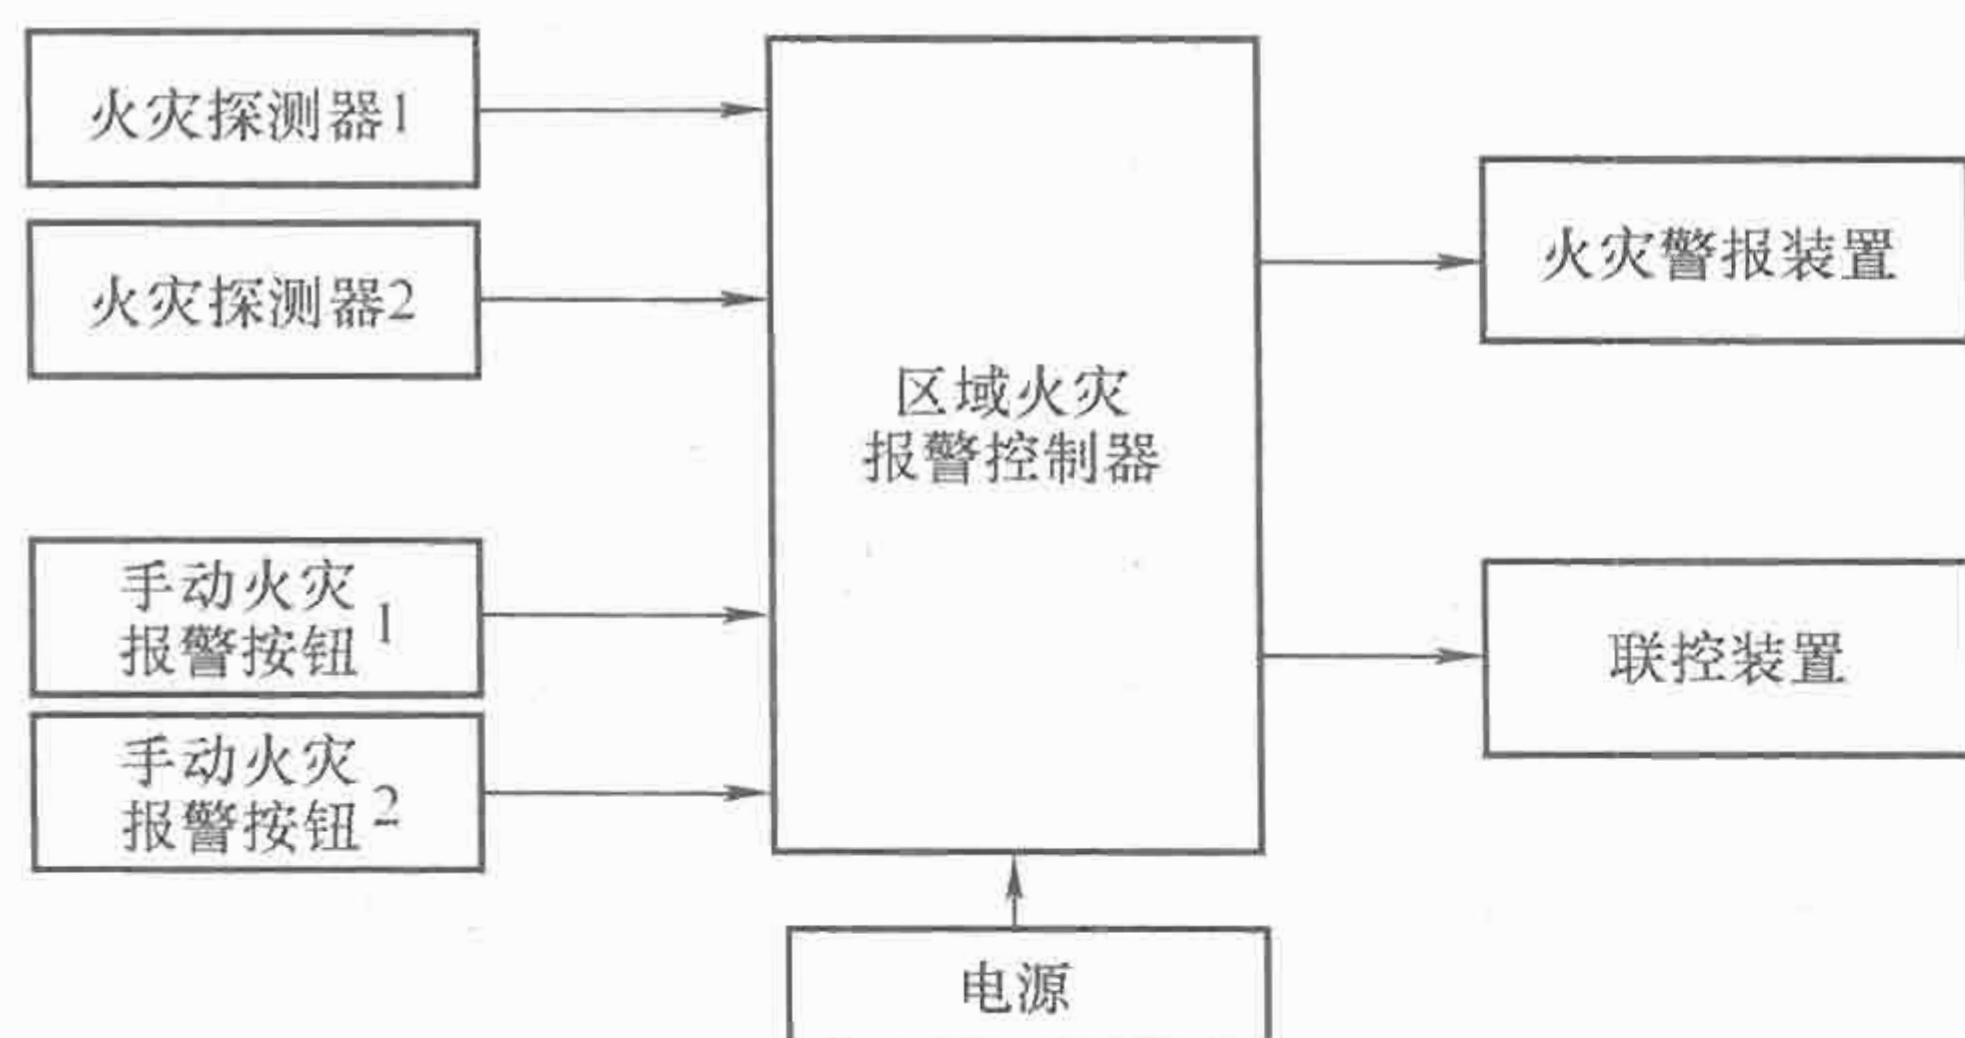 火灾探测器1
火灾探测器2
手动火灾
报警按钮 1
手动火灾
报警按钮 2
区域火灾
报警控制器
电源
火灾警报装置
联控装置